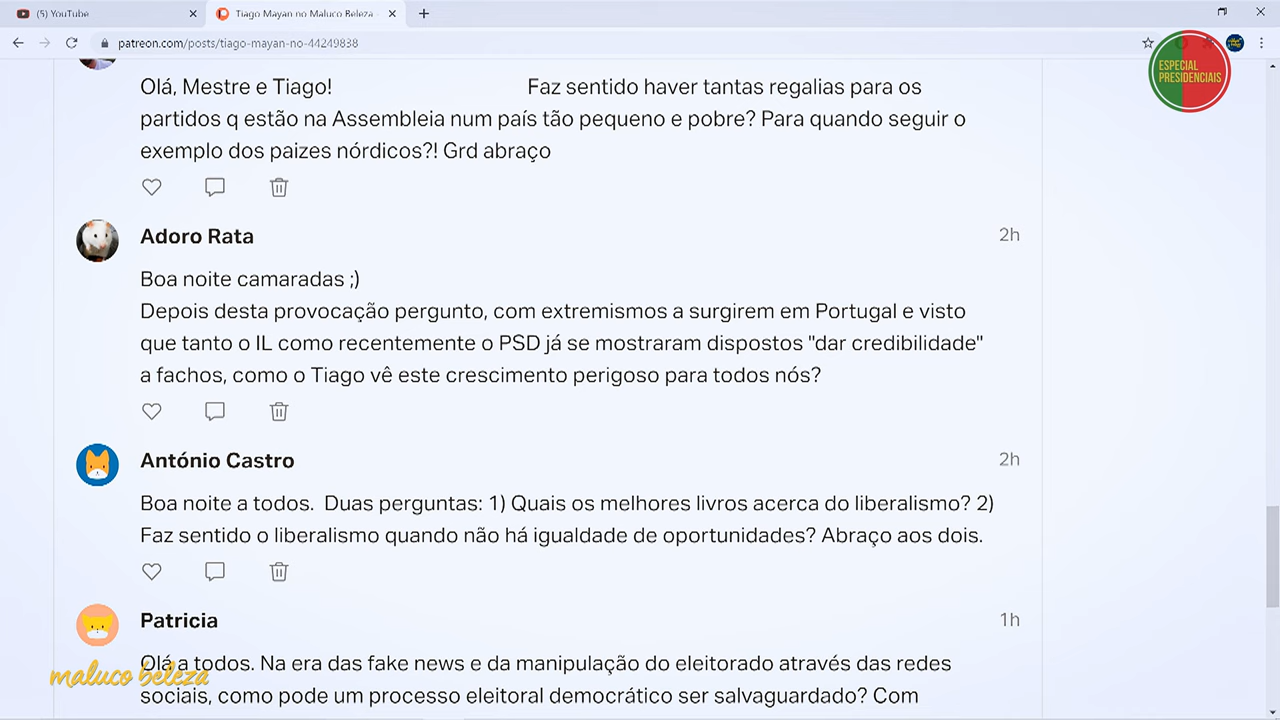 (5) YouTube
Tiago Mayan no Maluco Beleza -
patreon.com/posts/tiago-mayan-no-44249838
ESPECIAL
PRESIDENCIAIS
Olá, Mestre e Tiago! Faz sentido haver tantas regalias para os
partidos q estão na Assembleia num país tão pequeno e pobre? Para quando seguir o
exemplo dos paizes nórdicos?! Grd abraço
Adoro Rata 2h
Boa noite camaradas ;)
Depois desta provocação pergunto, com extremismos a surgirem em Portugal e visto
que tanto o IL como recentemente o PSD já se mostraram dispostos "dar credibilidade"
a fachos, como o Tiago vê este crescimento perigoso para todos nós?
António Castro 2h
Boa noite a todos. Duas perguntas: 1) Quais os melhores livros acerca do liberalismo? 2)
Faz sentido o liberalismo quando não há igualdade de oportunidades? Abraço aos dois.
Patricia 1h
Olá a todos. Na era das fake news e da manipulação do eleitorado através das redes
sociais, como pode um processo eleitoral democrático ser salvaguardado? Com
maluco beleza